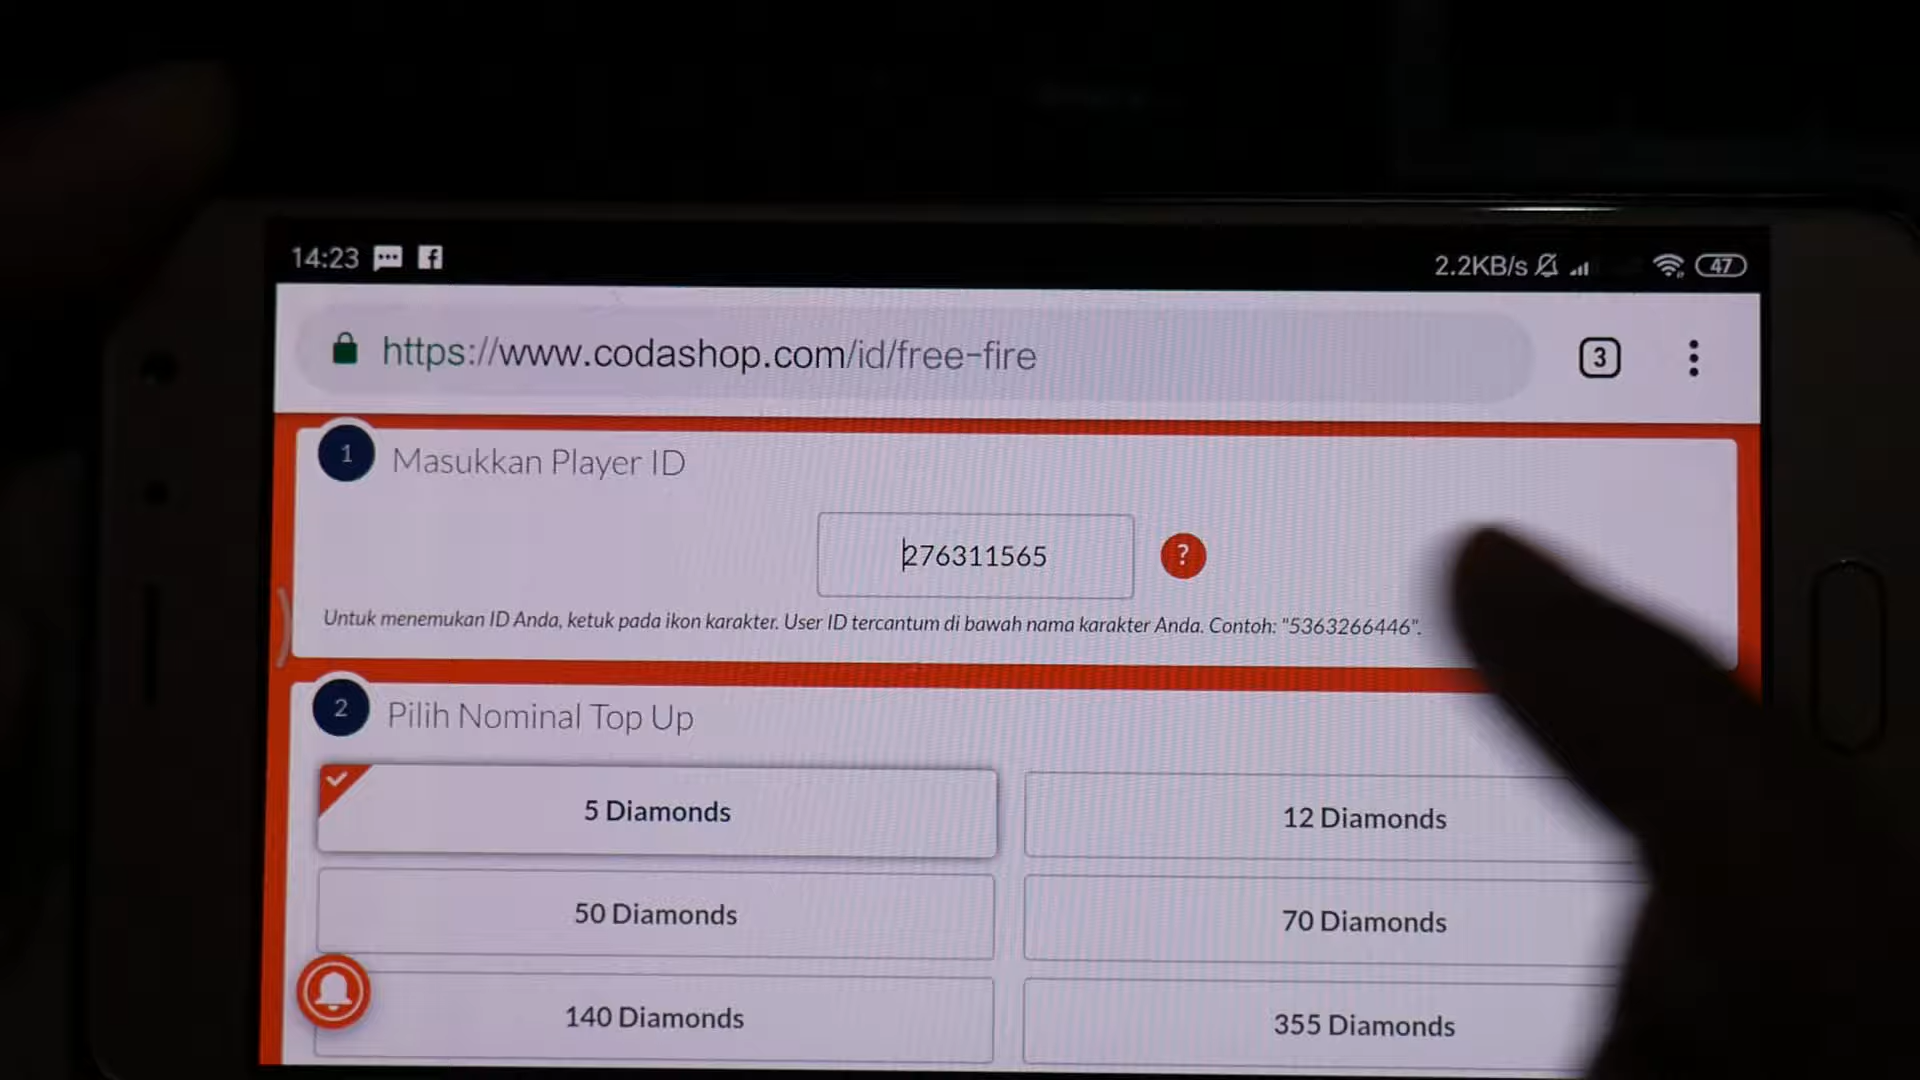 14:23
2.2KB/s
47
https://www.codashop.com/id/free-fire
3
1 Masukkan Player ID
276311565
?
Untuk menemukan ID Anda, ketuk pada ikon karakter. User ID tercantum di bawah nama karakter Anda. Contoh: "5363266446".
2 Pilih Nominal Top Up
5 Diamonds
12 Diamonds
50 Diamonds
70 Diamonds
140 Diamonds
355 Diamonds